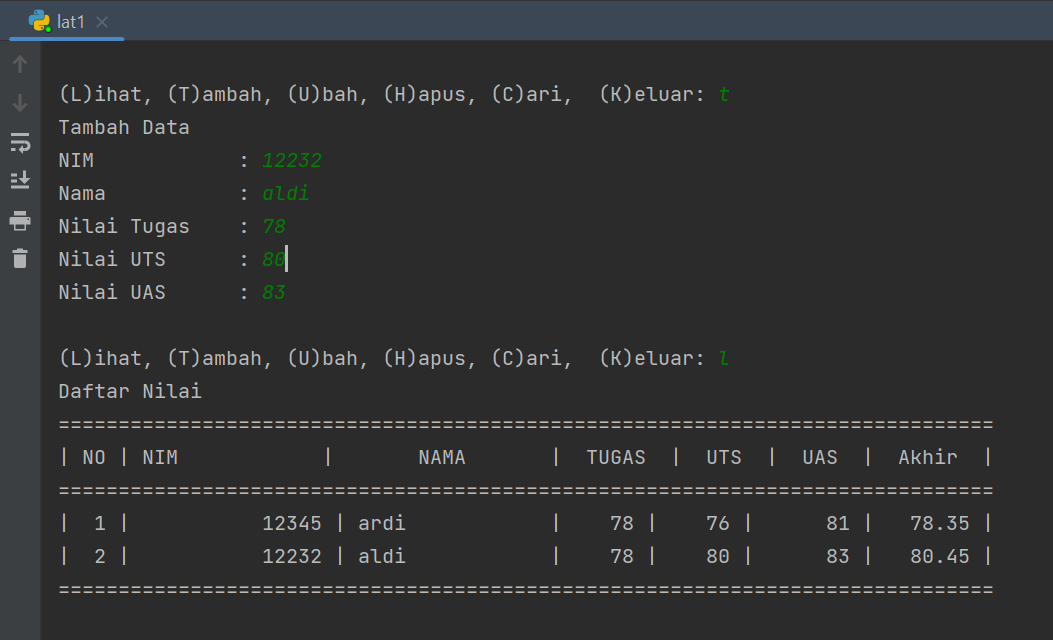 lat1
(L)ihat, (T)ambah, (U)bah, (H)apus, (C)ari,  (K)eluar: t
Tambah Data
NIM            : 12232
Nama           : aldi
Nilai Tugas    : 78
Nilai UTS      : 80
Nilai UAS      : 83
(L)ihat, (T)ambah, (U)bah, (H)apus, (C)ari,  (K)eluar: l
Daftar Nilai
==============================================================================
| NO | NIM            |       NAMA       |  TUGAS  |  UTS  |  UAS  |  Akhir  |
==============================================================================
|  1 |           12345 | ardi            |    78 |    76 |      81 |   78.35 |
|  2 |           12232 | aldi            |    78 |    80 |      83 |   80.45 |
==============================================================================